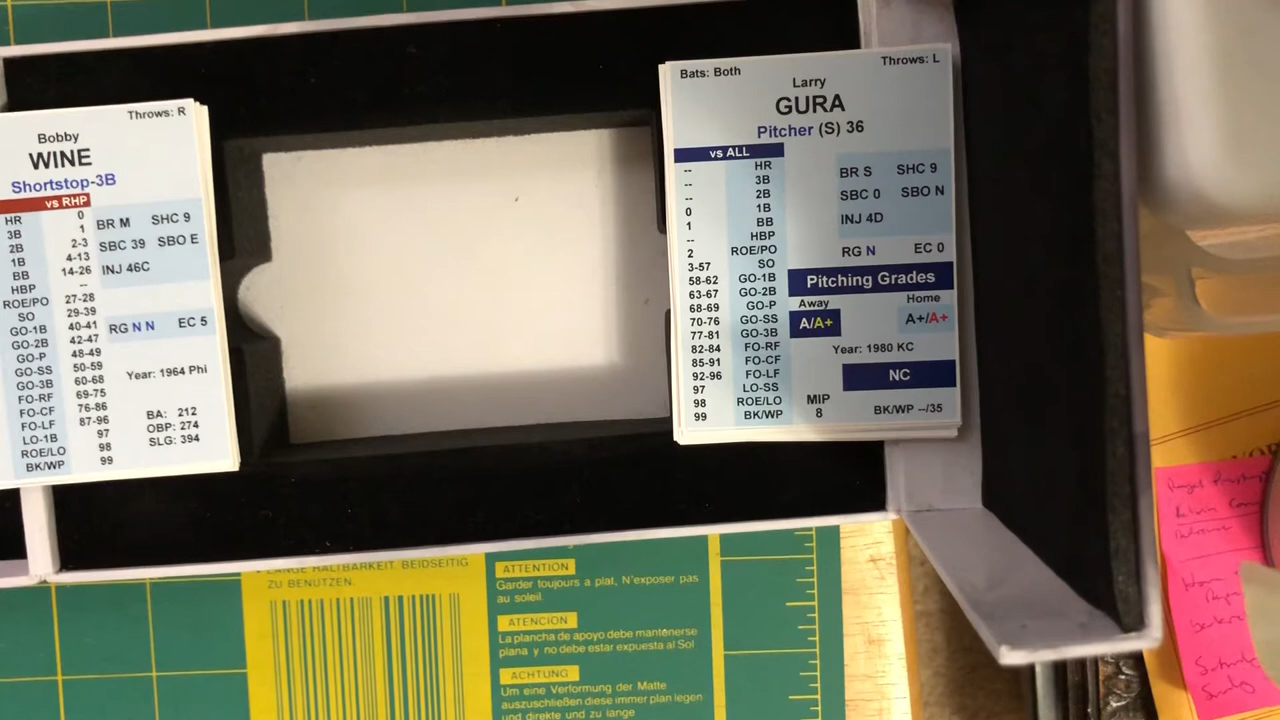 Throws: R
Bobby
WINE
Shortstop-3B
vs RHP
HR 0
3B 1
2B 2-3
1B 4-13
BB 14-26
HBP --
ROE/PO 27-28
SO 29-39
GO-1B 40-41
GO-2B 42-47
GO-P 48-49
GO-SS 50-59
GO-3B 60-68
FO-RF 69-75
FO-CF 76-86
FO-LF 87-96
LO-1B 97
ROE/LO 98
BK/WP 99
BR M SHC 9
SBC 39 SBO E
INJ 46C
RG N N EC 5
Year: 1964 Phi
BA: 212
OBP: 274
SLG: 394
Bats: Both Throws: L
Larry
GURA
Pitcher (S) 36
vs ALL
-- HR
-- 3B
-- 2B
0 1B
1 BB
-- HBP
2 ROE/PO
3-57 SO
58-62 GO-1B
63-67 GO-2B
68-69 GO-P
70-76 GO-SS
77-81 GO-3B
82-84 FO-RF
85-91 FO-CF
92-96 FO-LF
97 LO-SS
98 ROE/LO
99 BK/WP
BR S SHC 9
SBC 0 SBO N
INJ 4D
RG N EC 0
Pitching Grades
Away Home
A/A+ A+/A+
Year: 1980 KC
NC
MIP
8
BK/WP --/35
LANGE HALTBARKEIT BEIDSEITIG
ZU BENUTZEN.
ATTENTION
Garder toujours a plat, N'exposer pas
au soleil.
ATENCION
La plancha de apoyo debe mantenerse
plana y no debe estar expuesta al Sol
ACHTUNG
Um eine Verformung der Matte
auszuschließen diese immer plan legen
und direkte und zu lange